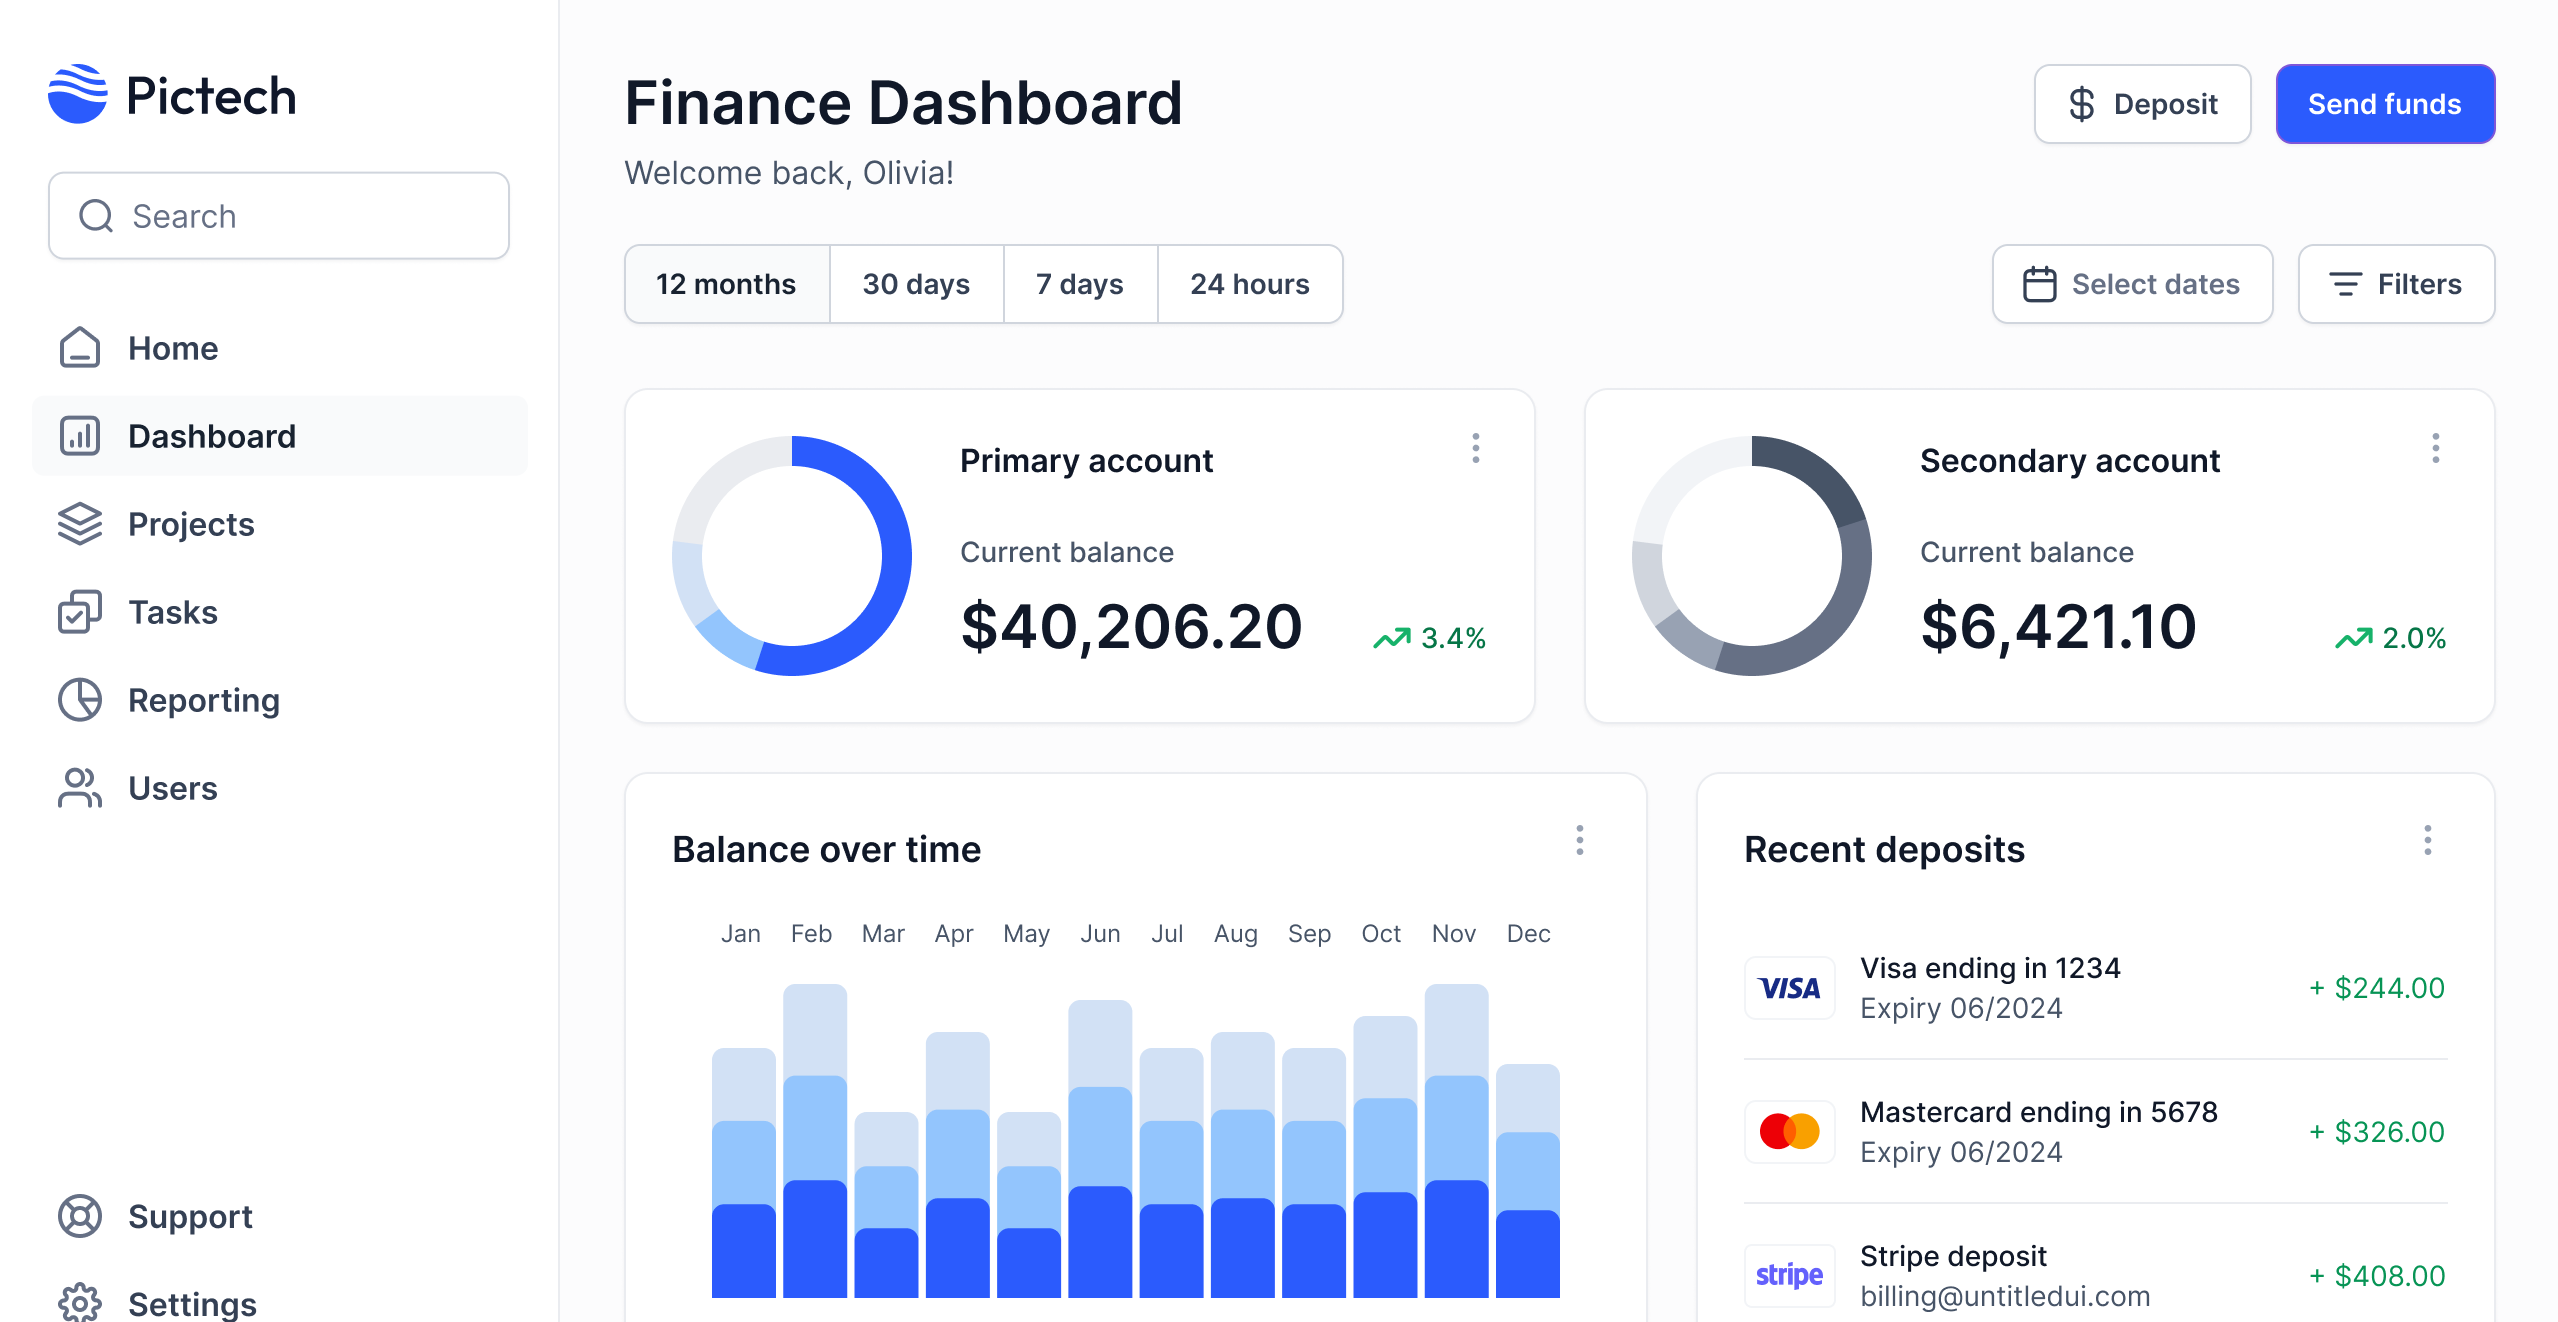 Pictech
Search
Home
Dashboard
Projects
Tasks
Reporting
Users
Support
Settings
Finance Dashboard
Welcome back, Olivia!
Deposit
Send funds
12 months
30 days
7 days
24 hours
Select dates
Filters
Primary account
Current balance
$40,206.20
3.4%
Secondary account
Current balance
$6,421.10
2.0%
Balance over time
Jan Feb Mar Apr May Jun Jul Aug Sep Oct Nov Dec
Recent deposits
VISA
Visa ending in 1234
Expiry 06/2024
+ $244.00
Mastercard ending in 5678
Expiry 06/2024
+ $326.00
stripe
Stripe deposit
billing@untitledui.com
+ $408.00